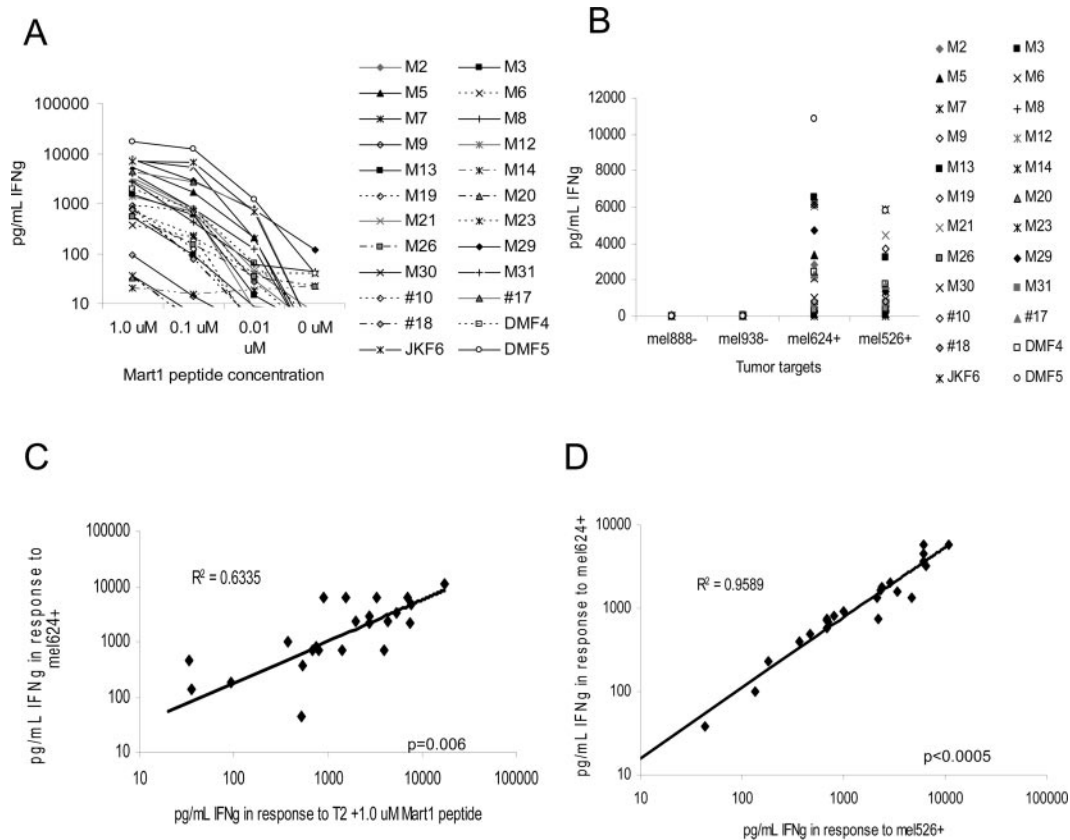 A
pg/mL IFNg
100000
10000
1000
100
10
1.0 uM 0.1 uM 0.01 0 uM
uM
Mart1 peptide concentration
M2 M3
M5 M6
M7 M8
M9 M12
M13 M14
M19 M20
M21 M23
M26 M29
M30 M31
#10 #17
#18 DMF4
JKF6 DMF5
B
pg/mL IFNg
12000
10000
8000
6000
4000
2000
0
mel888- mel938- mel624+ mel526+
Tumor targets
M2 M3
M5 M6
M7 M8
M9 M12
M13 M14
M19 M20
M21 M23
M26 M29
M30 M31
#10 #17
#18 DMF4
JKF6 DMF5
C
pg/mL IFNg in response to
mel624+
100000
10000
1000
100
10
R² = 0.6335
p=0.006
10 100 1000 10000 100000
pg/mL IFNg in response to T2 +1.0 uM Mart1 peptide
D
pg/mL IFNg in response to mel624+
10000
1000
100
10
R² = 0.9589
p<0.0005
10 100 1000 10000 100000
pg/mL IFNg in response to mel526+